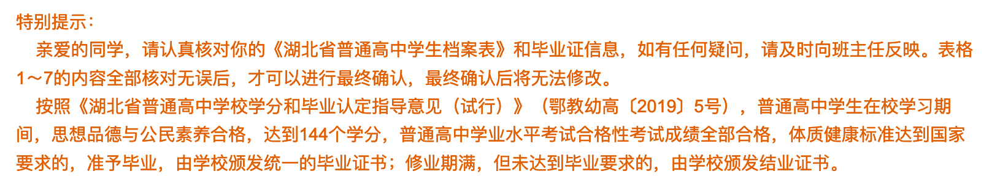 特别提示：
亲爱的同学，请认真核对你的《湖北省普通高中学生档案表》和毕业证信息，如有任何疑问，请及时向班主任反映。表格
1～7的内容全部核对无误后，才可以进行最终确认，最终确认后将无法修改。
按照《湖北省普通高中学校学分和毕业认定指导意见（试行）》（鄂教幼高〔2019〕5号），普通高中学生在校学习期
间，思想品德与公民素养合格，达到144个学分，普通高中学业水平考试合格性考试成绩全部合格，体质健康标准达到国家
要求的，准予毕业，由学校颁发统一的毕业证书；修业期满，但未达到毕业要求的，由学校颁发结业证书。